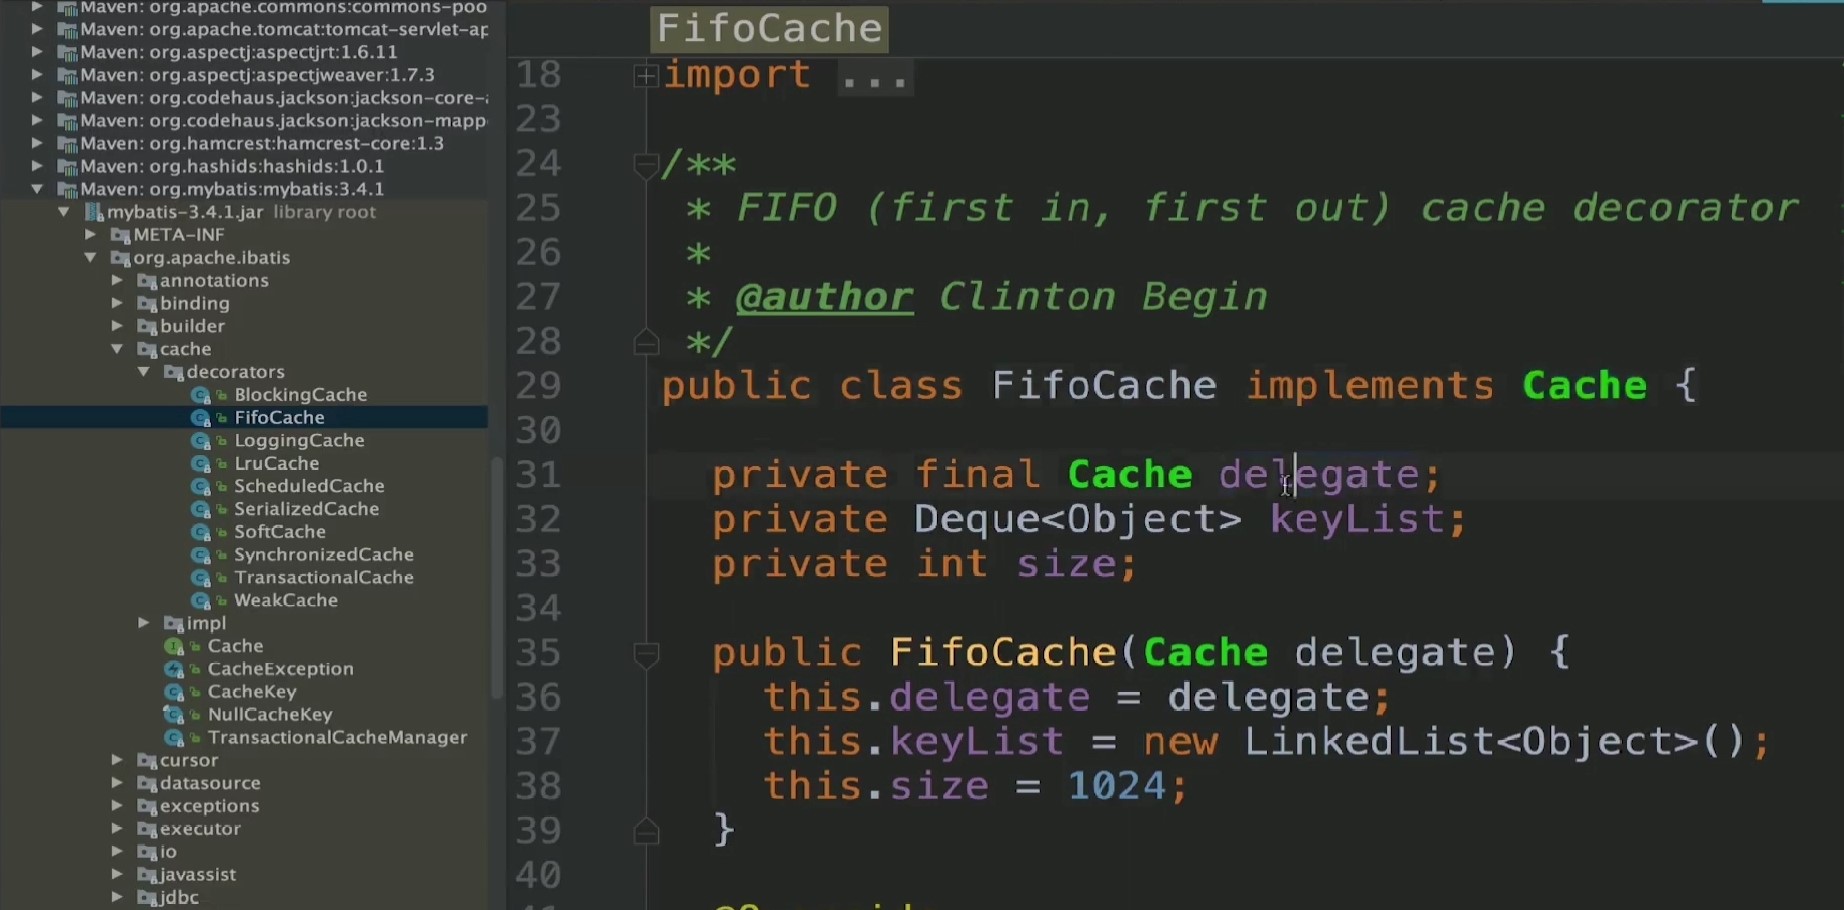 Maven: org.apache.commons:commons-poo
Maven: org.apache.tomcat:tomcat-servlet-ap
Maven: org.aspectj:aspectjrt:1.6.11
Maven: org.aspectj:aspectjweaver:1.7.3
Maven: org.codehaus.jackson:jackson-core-a
Maven: org.codehaus.jackson:jackson-mapp
Maven: org.hamcrest:hamcrest-core:1.3
Maven: org.hashids:hashids:1.0.1
Maven: org.mybatis:mybatis:3.4.1
mybatis-3.4.1.jar library root
META-INF
org.apache.ibatis
annotations
binding
builder
cache
decorators
BlockingCache
FifoCache
LoggingCache
LruCache
ScheduledCache
SerializedCache
SoftCache
SynchronizedCache
TransactionalCache
WeakCache
impl
Cache
CacheException
CacheKey
NullCacheKey
TransactionalCacheManager
cursor
datasource
exceptions
executor
io
javassist
jdbc
FifoCache
18 import ...
23
24 /**
25 * FIFO (first in, first out) cache decorator
26 *
27 * @author Clinton Begin
28 */
29 public class FifoCache implements Cache {
30
31 private final Cache delegate;
32 private Deque<Object> keyList;
33 private int size;
34
35 public FifoCache(Cache delegate) {
36 this.delegate = delegate;
37 this.keyList = new LinkedList<Object>();
38 this.size = 1024;
39 }
40